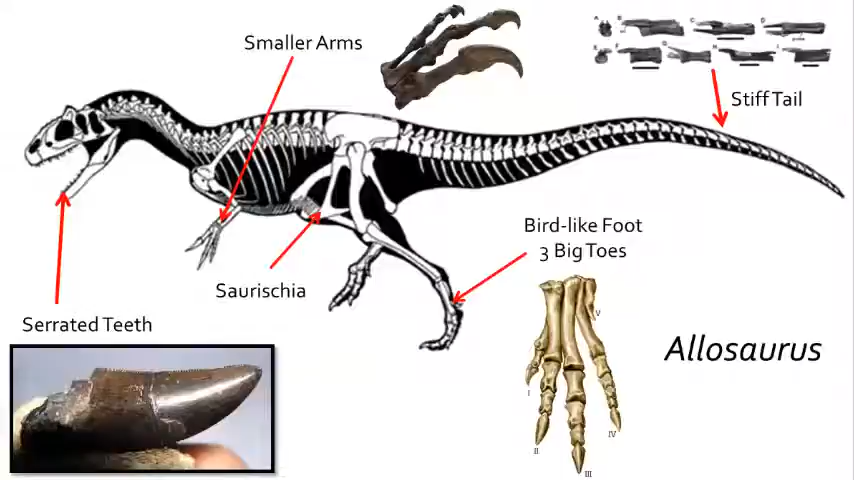 Smaller Arms
A B C D
E F G H I
Stiff Tail
Bird-like Foot
3 Big Toes
Saurischia
Serrated Teeth
Allosaurus
V
I
IV
II
III